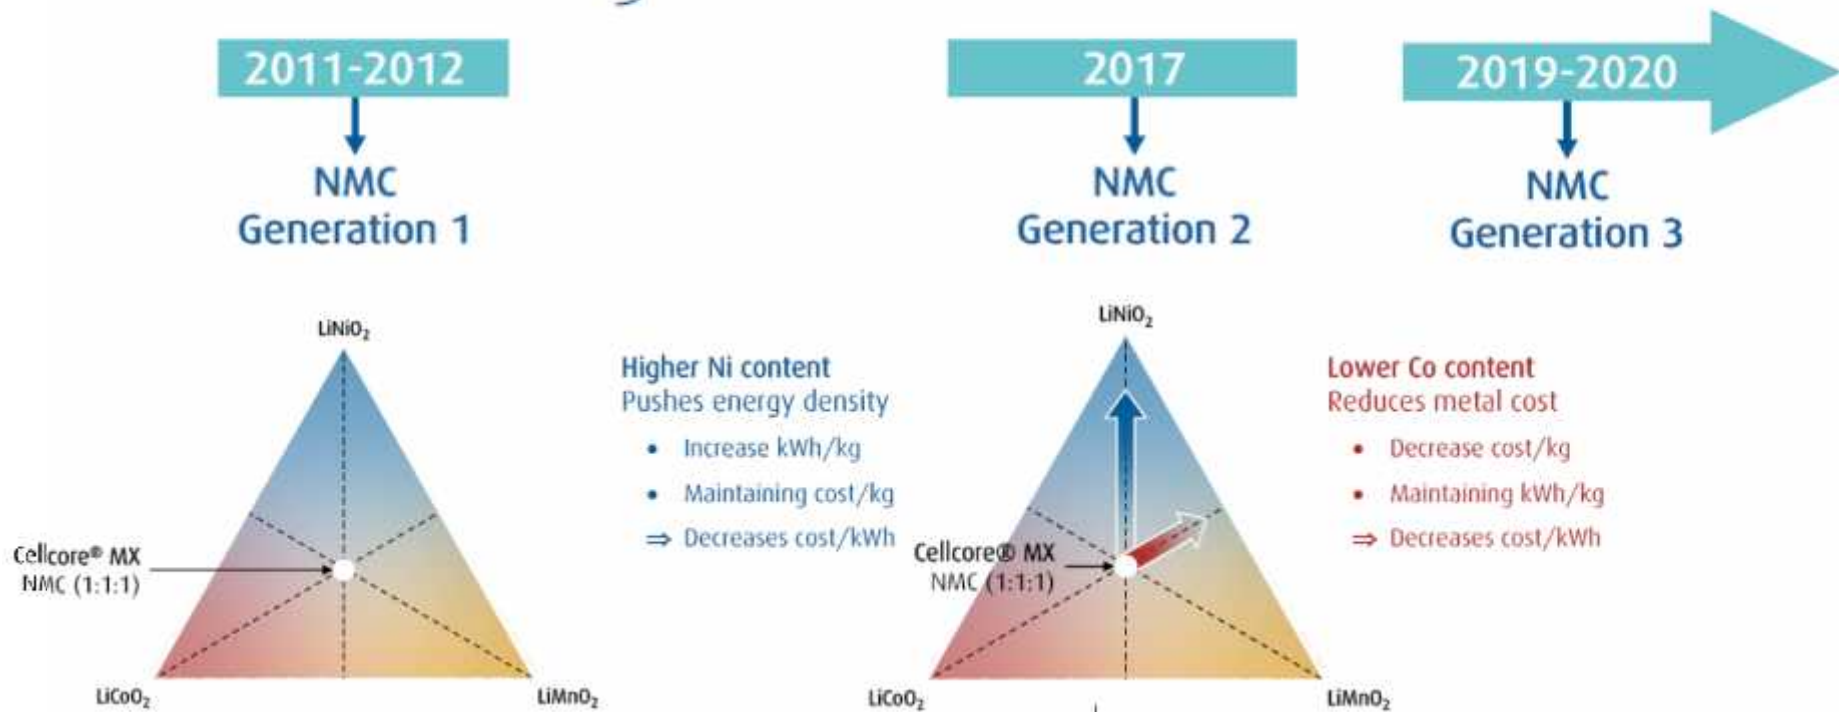 2011-2012
NMC
Generation 1
2017
NMC
Generation 2
2019-2020
NMC
Generation 3
LiNiO₂
Cellcore® MX
NMC (1:1:1)
LiCoO₂
LiMnO₂
Higher Ni content
Pushes energy density
• Increase kWh/kg
• Maintaining cost/kg
⇒ Decreases cost/kWh
LiNiO₂
Cellcore® MX
NMC (1:1:1)
LiCoO₂
LiMnO₂
Lower Co content
Reduces metal cost
• Decrease cost/kg
• Maintaining kWh/kg
⇒ Decreases cost/kWh